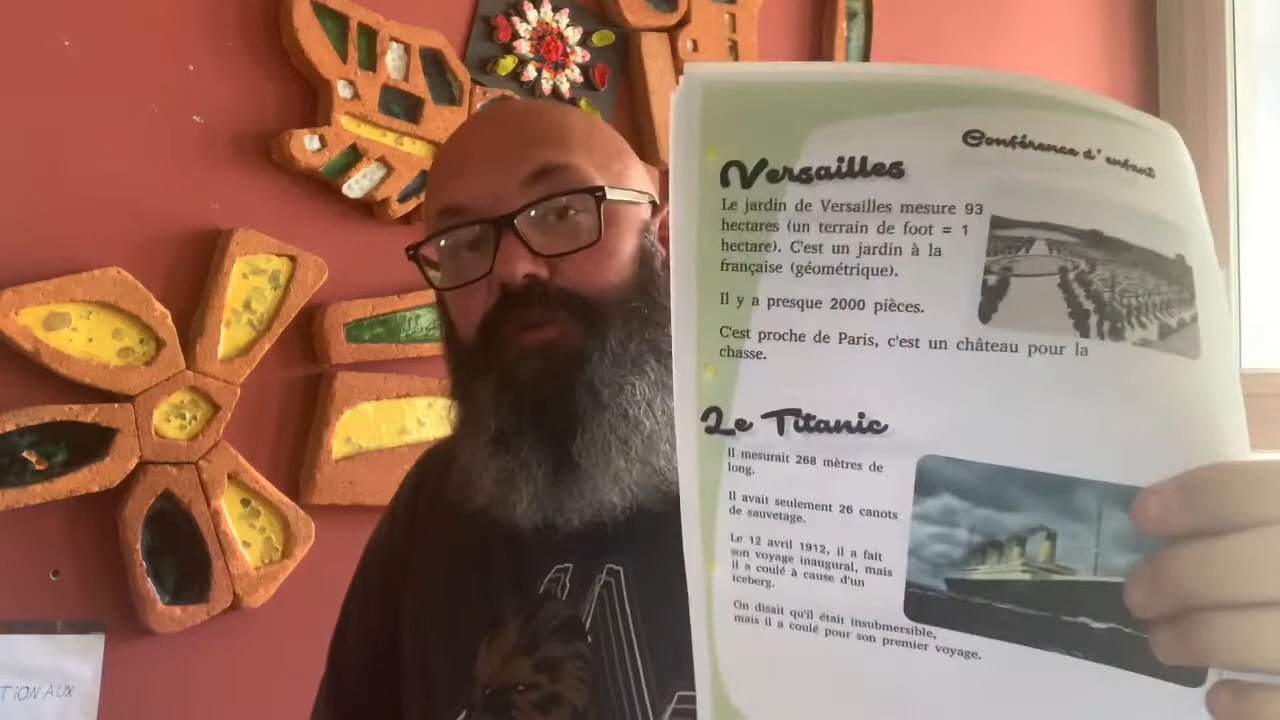 Conférence d' enfant
Versailles
Le jardin de Versailles mesure 93
hectares (un terrain de foot = 1
hectare). C'est un jardin à la
française (géométrique).
Il y a presque 2000 pièces.
C'est proche de Paris, c'est un château pour la
chasse.
Le Titanic
Il mesurait 268 mètres de
long.
Il avait seulement 26 canots
de sauvetage.
Le 12 avril 1912, il a fait
son voyage inaugural, mais
il a coulé à cause d'un
iceberg.
On disait qu'il était insubmersible,
mais il a coulé pour son premier voyage.
TIONAUX